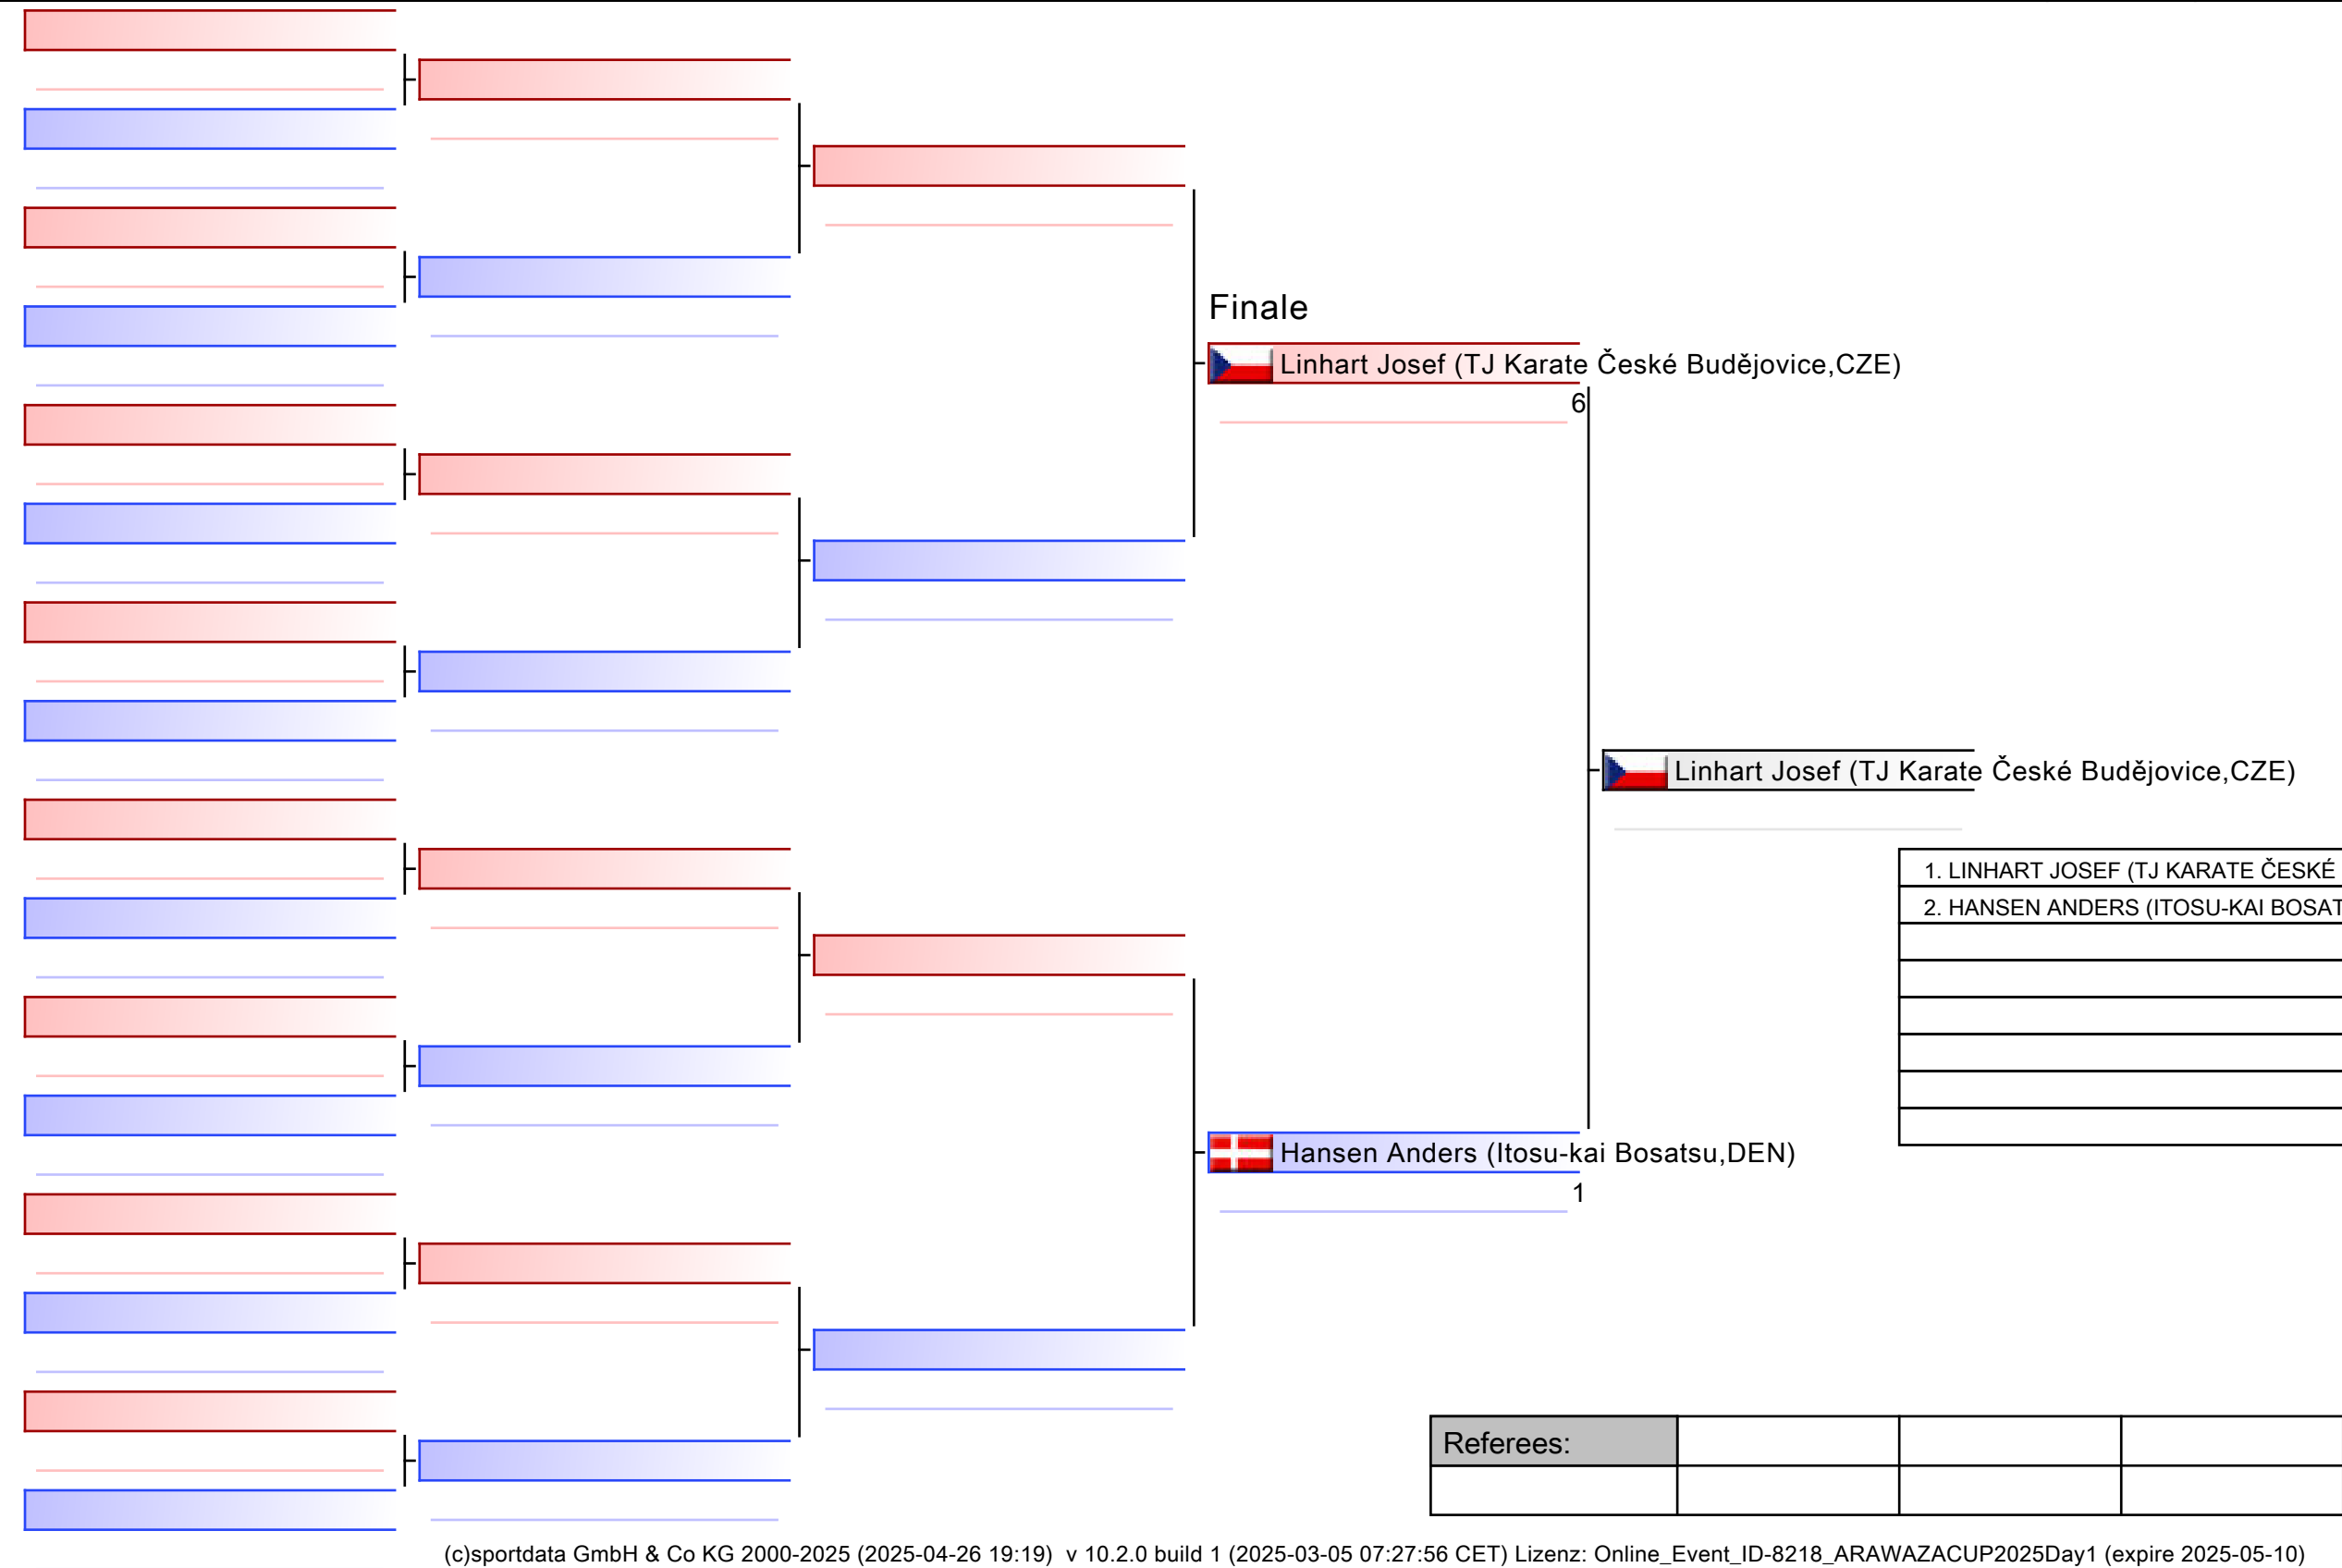 Finale
Linhart Josef (TJ Karate České Budějovice,CZE)
6
Linhart Josef (TJ Karate České Budějovice,CZE)
1. LINHART JOSEF (TJ KARATE ČESKÉ
2. HANSEN ANDERS (ITOSU-KAI BOSAT
Hansen Anders (Itosu-kai Bosatsu,DEN)
1
Referees:
(c)sportdata GmbH & Co KG 2000-2025 (2025-04-26 19:19) v 10.2.0 build 1 (2025-03-05 07:27:56 CET) Lizenz: Online_Event_ID-8218_ARAWAZACUP2025Day1 (expire 2025-05-10)